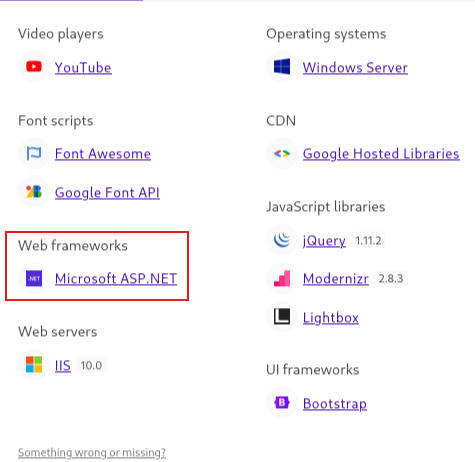 Video players
YouTube
Font scripts
Font Awesome
Google Font API
Web frameworks
.NET
Microsoft ASP.NET
Web servers
IIS 10.0
Something wrong or missing?
Operating systems
Windows Server
CDN
Google Hosted Libraries
JavaScript libraries
jQuery 1.11.2
Modernizr 2.8.3
Lightbox
UI frameworks
B
Bootstrap